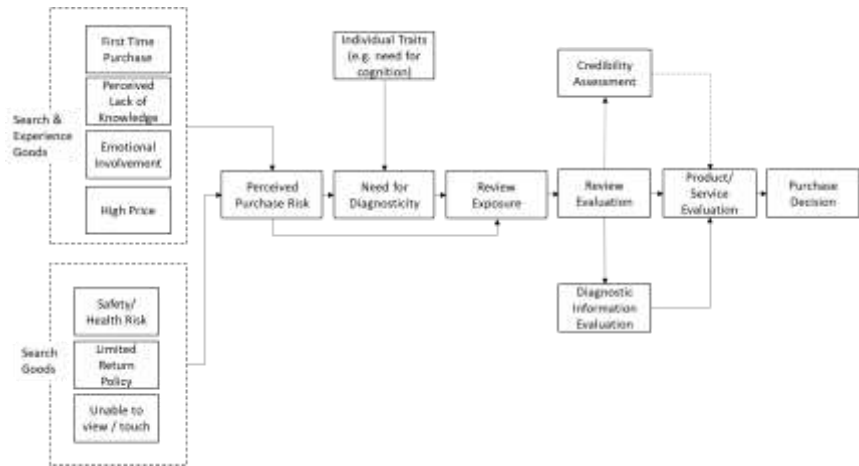 Search &
Experience
Goods
First Time
Purchase
Perceived
Lack of
Knowledge
Emotional
Involvement
High Price
Search
Goods
Safety/
Health Risk
Limited
Return
Policy
Unable to
view / touch
Perceived
Purchase Risk
Individual Traits
(e.g. need for
cognition)
Need for
Diagnosticity
Review
Exposure
Review
Evaluation
Credibility
Assessment
Diagnostic
Information
Evaluation
Product/
Service
Evaluation
Purchase
Decision